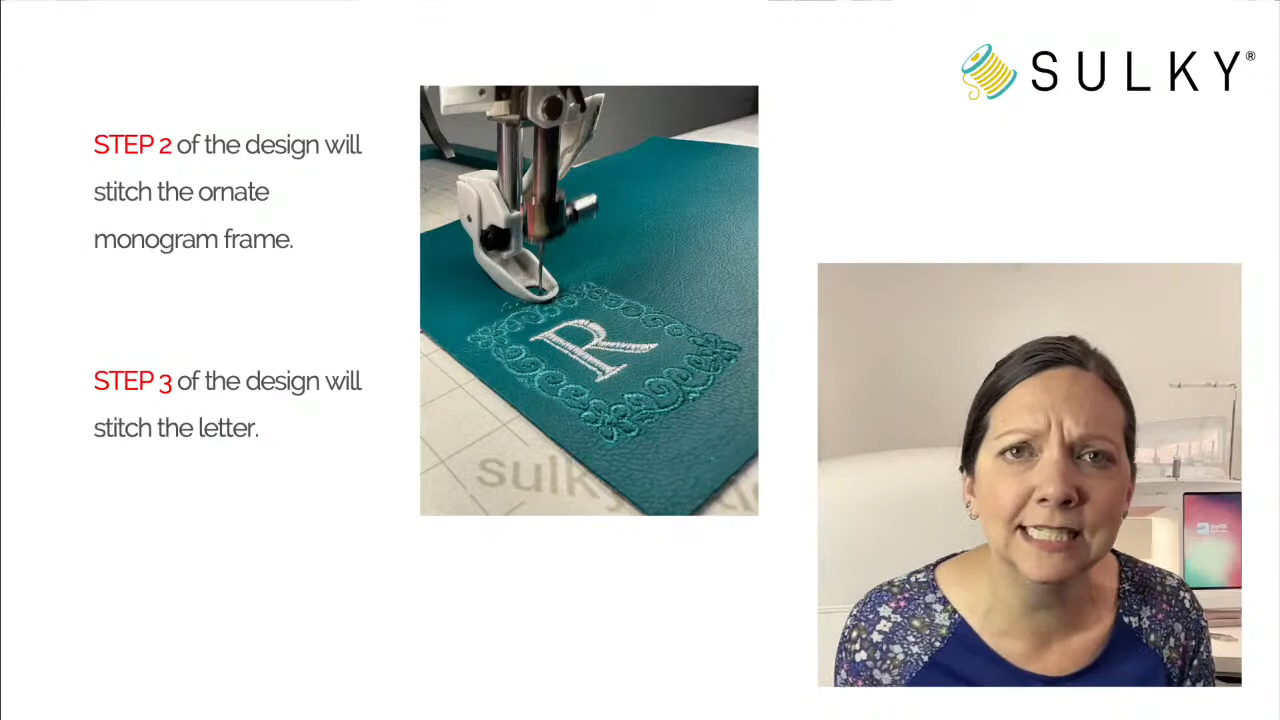 SULKY®
STEP 2 of the design will
stitch the ornate
monogram frame.
STEP 3 of the design will
stitch the letter.
R
sulky